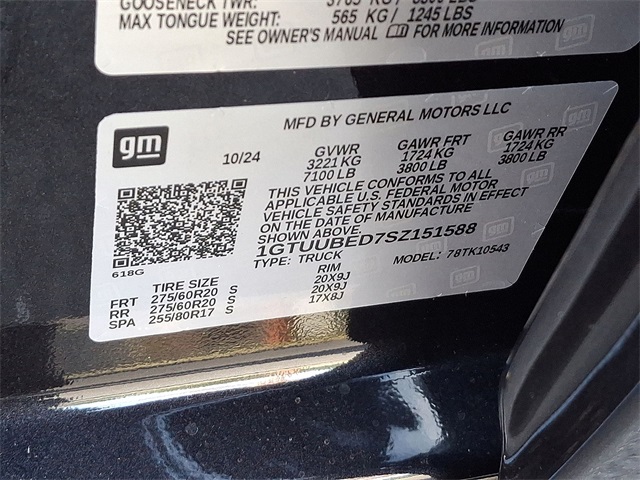 GOOSENECK TWR:
MAX TONGUE WEIGHT: 565 KG / 1245 LBS
SEE OWNER'S MANUAL FOR MORE INFORMATION
gm
MFD BY GENERAL MOTORS LLC
10/24 GVWR GAWR FRT GAWR RR
3221 KG 1724 KG 1724 KG
7100 LB 3800 LB 3800 LB
THIS VEHICLE CONFORMS TO ALL
APPLICABLE U.S. FEDERAL MOTOR
VEHICLE SAFETY STANDARDS IN EFFECT
ON THE DATE OF MANUFACTURE
SHOWN ABOVE.
1GTUUBED7SZ151588
TYPE: TRUCK MODEL: 78TK10543
618G
TIRE SIZE RIM
FRT 275/60R20 S 20X9J
RR 275/60R20 S 20X9J
SPA 255/80R17 S 17X8J